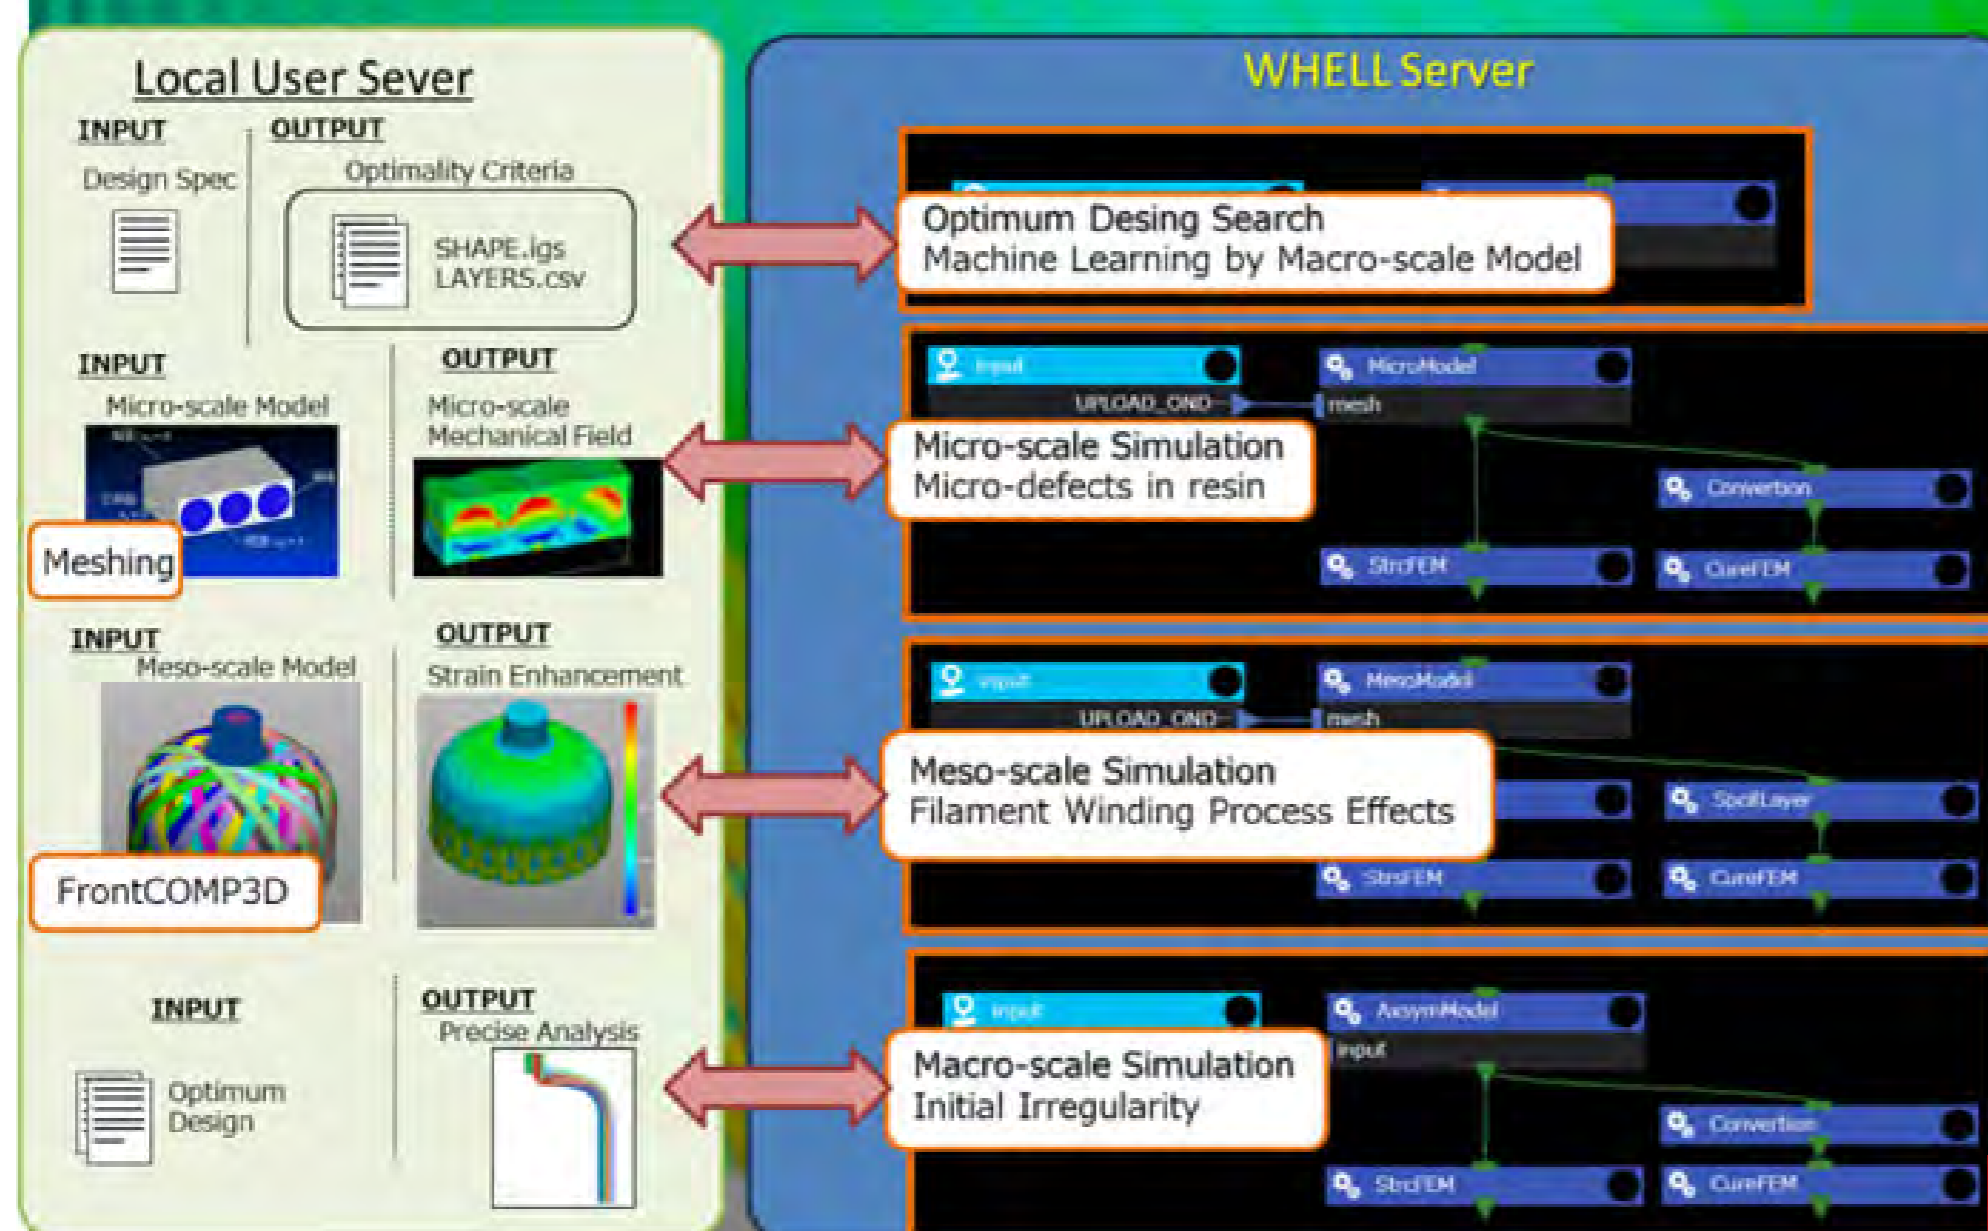 Local User Sever
INPUT
OUTPUT
Design Spec
Optimality Criteria
SHAPE.igs
LAYERS.csv
INPUT
OUTPUT
Micro-scale Model
Micro-scale
Mechanical Field
Meshing
INPUT
OUTPUT
Meso-scale Model
Strain Enhancement
FrontCOMP3D
INPUT
OUTPUT
Precise Analysis
Optimum
Design
WHELL Server
Optimum Desing Search
Machine Learning by Macro-scale Model
Input
MicroModel
UPLOAD_OND
mesh
Micro-scale Simulation
Micro-defects in resin
Convertion
StrcFEM
CureFEM
Input
MesoModel
UPLOAD_OND
mesh
Meso-scale Simulation
Filament Winding Process Effects
CureFEM
Input
AxsymModel
input
Macro-scale Simulation
Initial Irregularity
Convertion
StrcFEM
CureFEM